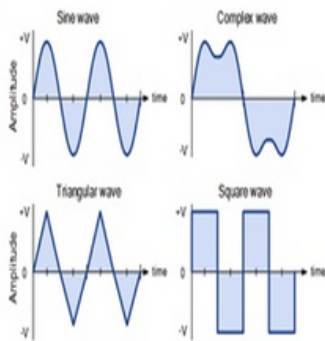 Sine wave
+V
Amplitude
0
time
-V
Complex wave
+V
0
time
-V
Triangular wave
+V
Amplitude
0
time
-V
Square wave
+V
0
time
-V